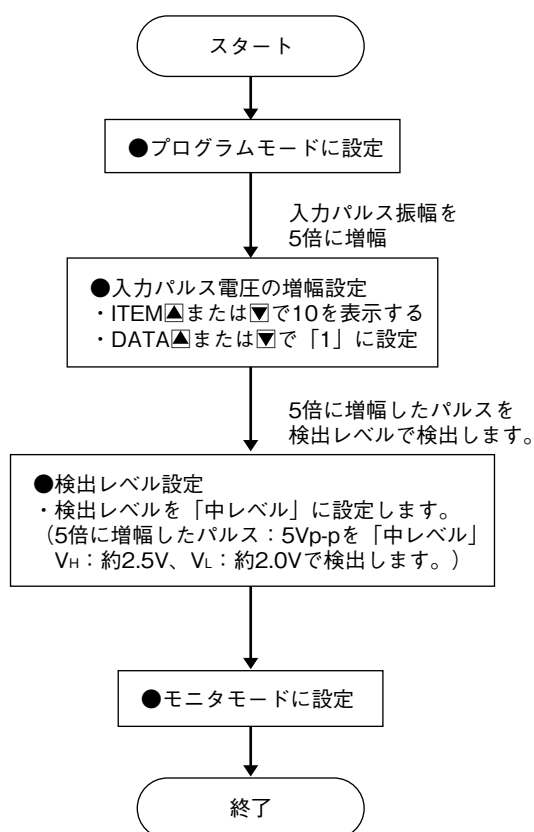 スタート
●プログラムモードに設定
入力パルス振幅を
5倍に増幅
●入力パルス電圧の増幅設定
・ITEM▲または▼で10を表示する
・DATA▲または▼で「1」に設定
5倍に増幅したパルスを
検出レベルで検出します。
●検出レベル設定
・検出レベルを「中レベル」に設定します。
（5倍に増幅したパルス：5Vp-pを「中レベル」
VH：約2.5V、VL：約2.0Vで検出します。）
●モニタモードに設定
終了